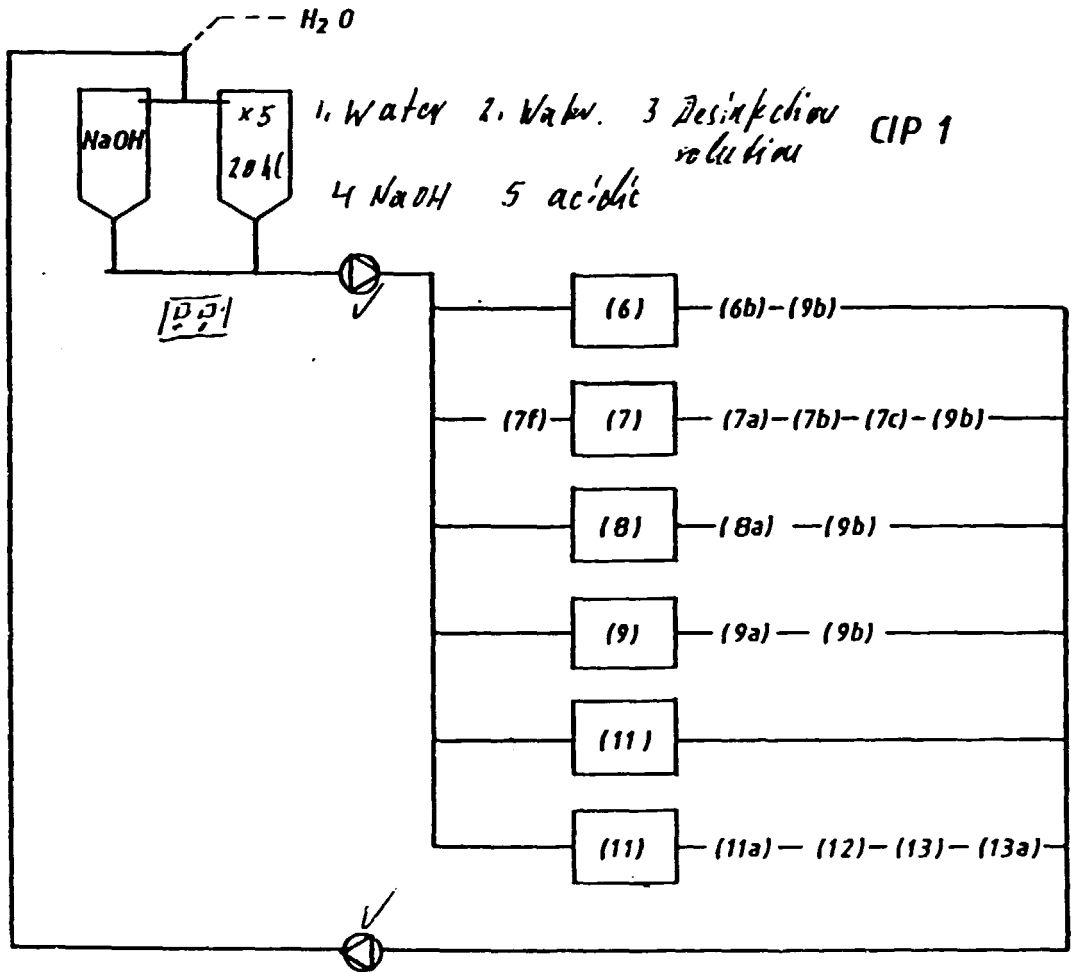 H2O
1. Water 2. Water. 3 Desinfection solution
CIP 1
NaOH
x5
20 hl
4 NaOH 5 acidic
(6) (6b)-(9b)
(7f) (7) (7a)-(7b)-(7c)-(9b)
(8) (8a) -(9b)
(9) (9a) - (9b)
(11)
(11) (11a)- (12)-(13)-(13a)